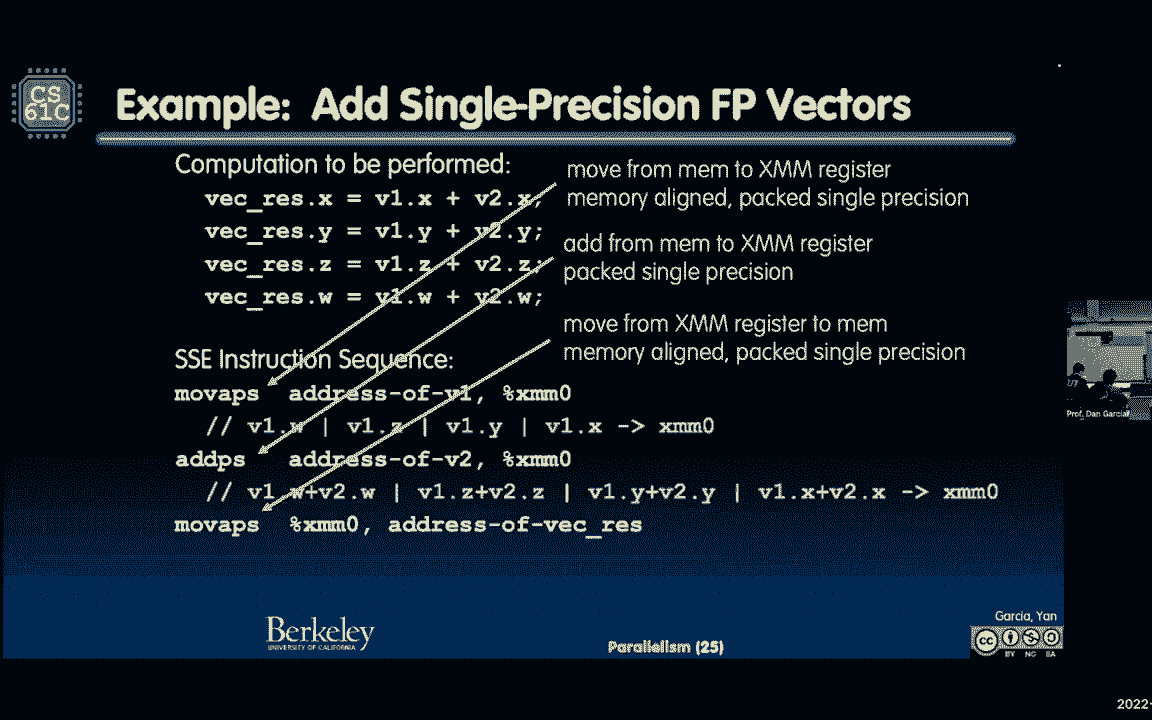 CS
61C
Example: Add Single-Precision FP Vectors
Computation to be performed:
vec_res.x = v1.x + v2.x;
vec_res.y = v1.y + v2.y;
vec_res.z = v1.z + v2.z;
vec_res.w = v1.w + v2.w;
move from mem to XMM register
memory aligned, packed single precision
add from mem to XMM register
packed single precision
move from XMM register to mem
memory aligned, packed single precision
SSE Instruction Sequence:
movaps address-of-v1, %xmm0
// v1.w | v1.z | v1.y | v1.x -> xmm0
addps address-of-v2, %xmm0
// v1.w+v2.w | v1.z+v2.z | v1.y+v2.y | v1.x+v2.x -> xmm0
movaps %xmm0, address-of-vec_res
Berkeley
UNIVERSITY OF CALIFORNIA
Parallelism (25)
Garcia, Yan
cc
BY NC SA
Prof. Dan Garcia
2022-